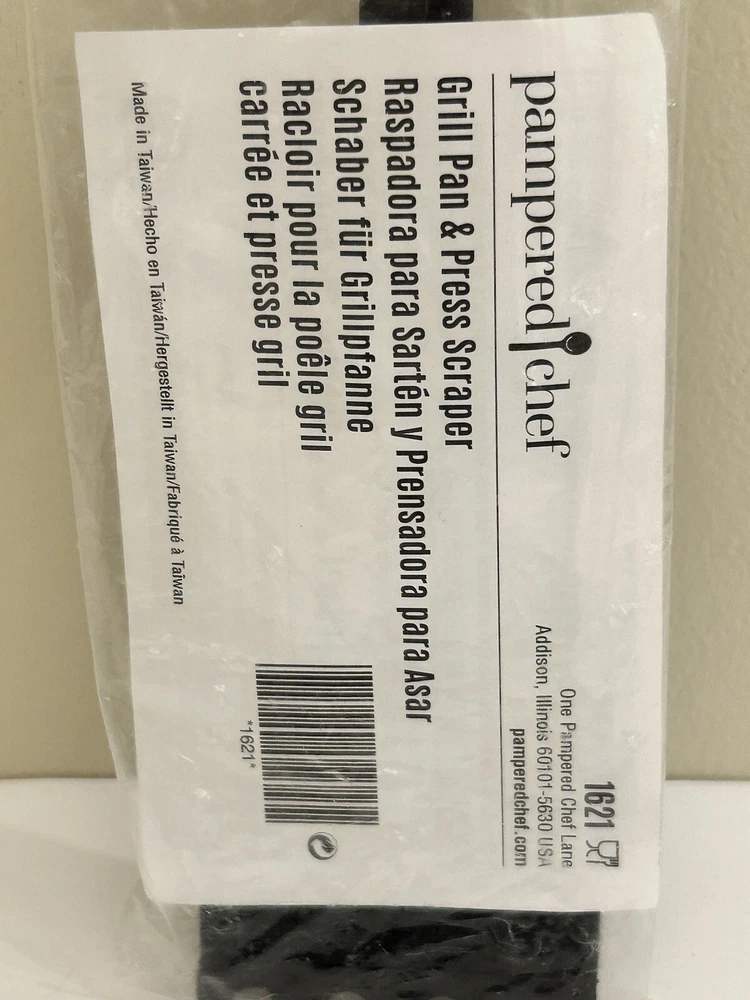 pampered chef
1621
One Pampered Chef Lane
Addison, Illinois 60101-5630 USA
pamperedchef.com
Grill Pan & Press Scraper
Raspadora para Sartén y Prensadora para Asar
Schaber für Grillpfanne
Racloir pour la poêle gril
carrée et presse gril
*1621*
Made in Taiwan/Hecho en Taiwán/Hergestellt in Taiwan/Fabriqué à Taiwan